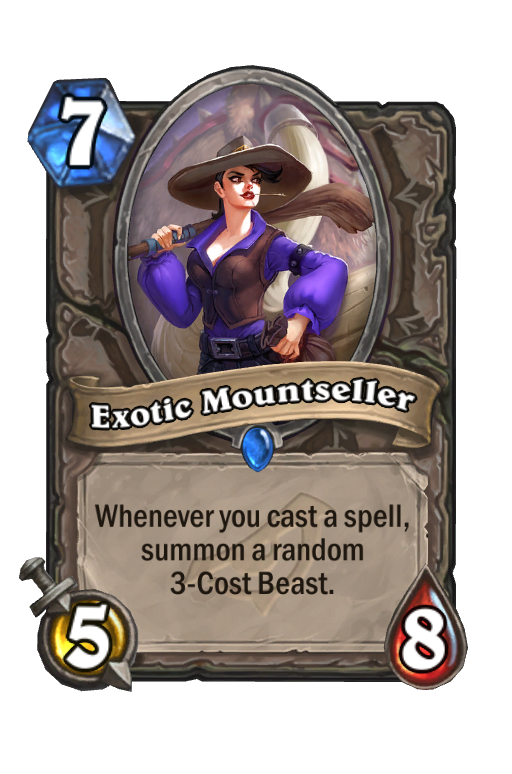 7
Exotic Mountseller
Whenever you cast a spell,
summon a random
3-Cost Beast.
5
8